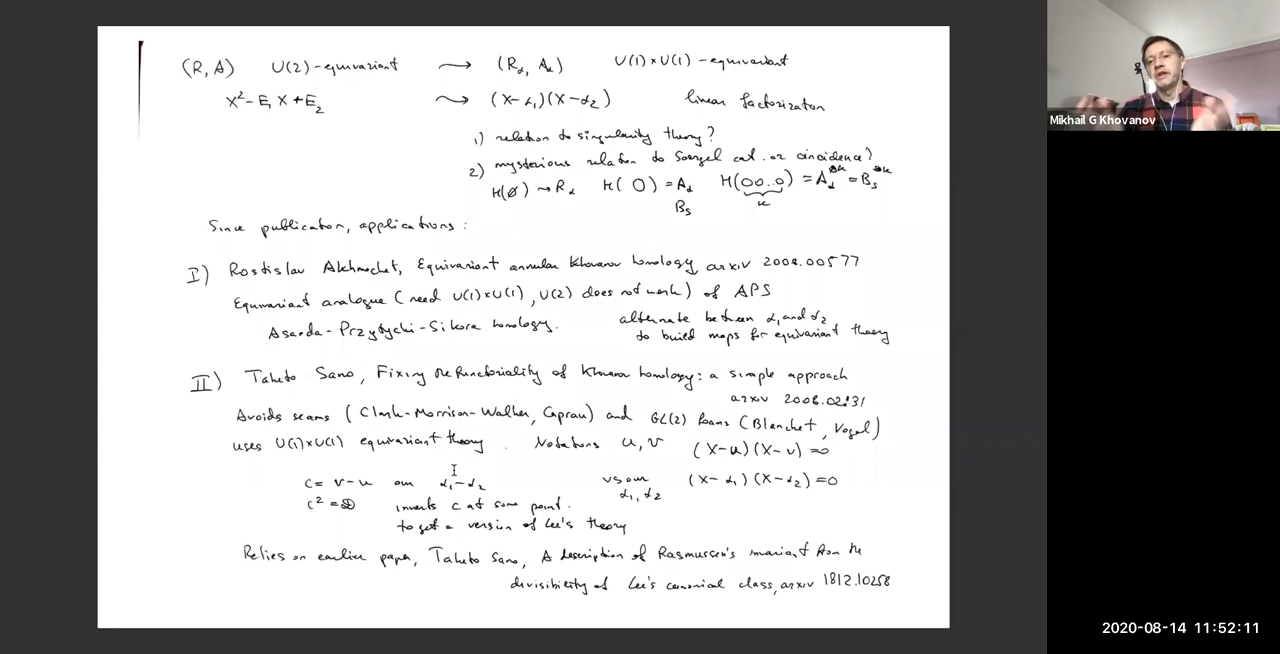 (R, A) U(2)-equivariant ⟶ (R_α, A_α) U(1)×U(1)-equivariant
X² - E₁ X + E₂ ⤳ (X-α₁)(X-α₂) linear factorization
1) relation to singularity theory?
2) mysterious relation to Soergel cat. or coincidence?
H(∅) ⤳ R_α H(O) = A_α H(OO..O) = A_α^⊗k = B_s^⊗k
B_s k
Since publication, applications:
I) Rostislav Akhmechet, Equivariant annular Khovanov homology, arxiv 2008.00577
Equivariant analogue (need U(1)×U(1), U(2) does not work) of APS
Asaeda-Przytycki-Sikora homology. alternate between α₁ and α₂
to build maps for equivariant theory
II) Taketo Sano, Fixing the functoriality of Khovanov homology: a simple approach
arxiv 2008.02131
Avoids seams (Clark-Morrison-Walker, Caprau) and GL(2) foams (Blanchet, Vogel)
uses U(1)×U(1) equivariant theory. Notations u, v (X-u)(X-v)=0
c = v-u our α₁-α₂ vs our α₁, α₂ (X-α₁)(X-α₂)=0
c² = 𝒟 inverts c at some point.
to get a version of Lee's theory
Relies on earlier paper, Taketo Sano, A description of Rasmussen's invariant from the
divisibility of Lee's canonical class, arxiv 1812.10258
Mikhail G Khovanov
2020-08-14 11:52:11